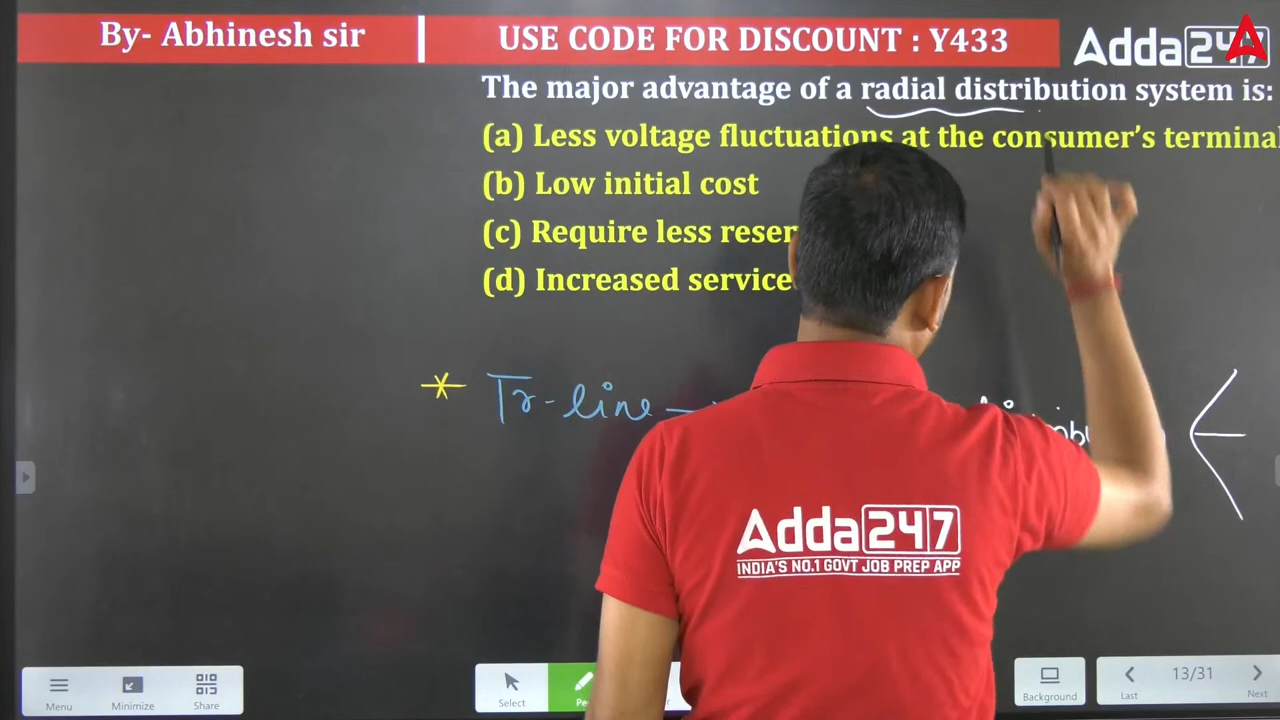 By- Abhinesh sir
USE CODE FOR DISCOUNT : Y433
Adda247
The major advantage of a radial distribution system is:
(a) Less voltage fluctuations at the consumer's
(b) Low initial cost
(c) Require less
(d) Increased service
Tr-line
Adda247
INDIA'S NO.1 GOVT JOB PREP APP
Menu
Minimize
Share
Select
Background
Last
13/31
Next